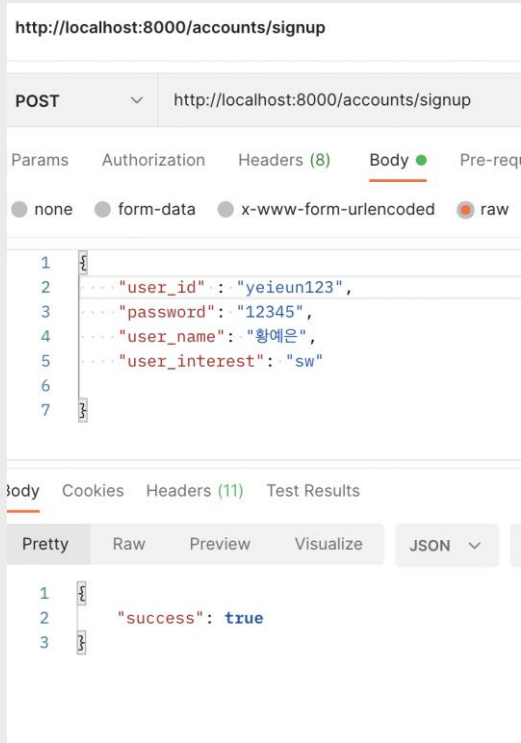 http://localhost:8000/accounts/signup
POST http://localhost:8000/accounts/signup
Params Authorization Headers (8) Body Pre-requ
none form-data x-www-form-urlencoded raw
1 {
2 "user_id" : "yeieun123",
3 "password": "12345",
4 "user_name": "황예은",
5 "user_interest": "sw"
6
7 }
Body Cookies Headers (11) Test Results
Pretty Raw Preview Visualize JSON
1 {
2 "success": true
3 }